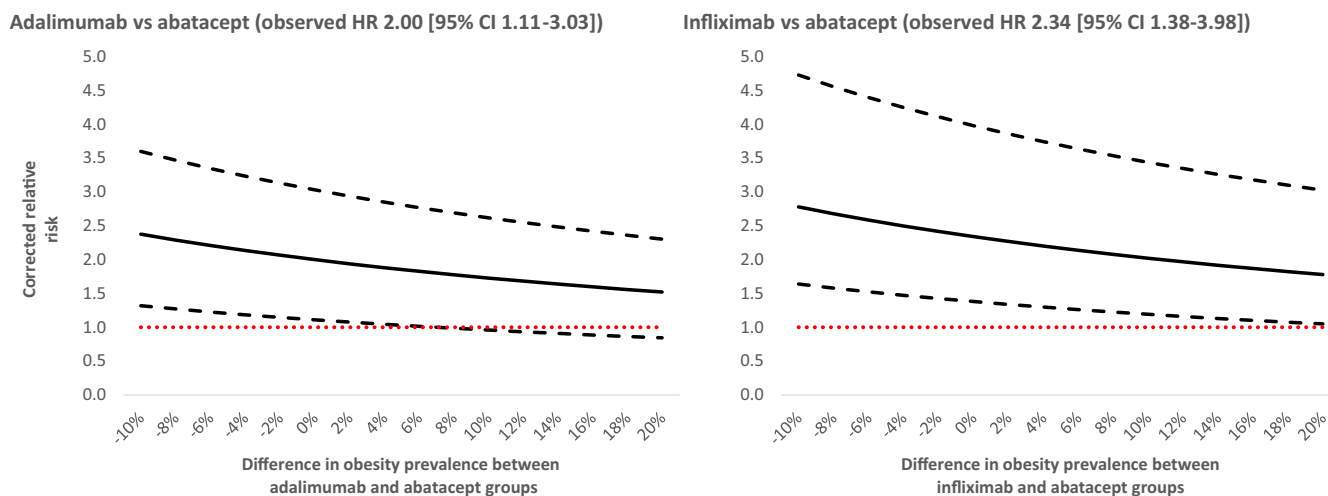 Adalimumab vs abatacept (observed HR 2.00 [95% CI 1.11-3.03])
Corrected relative
risk
5.0
4.5
4.0
3.5
3.0
2.5
2.0
1.5
1.0
0.5
0.0
-10% -8% -6% -4% -2% 0% 2% 4% 6% 8% 10% 12% 14% 16% 18% 20%
Difference in obesity prevalence between
adalimumab and abatacept groups
Infliximab vs abatacept (observed HR 2.34 [95% CI 1.38-3.98])
5.0
4.5
4.0
3.5
3.0
2.5
2.0
1.5
1.0
0.5
0.0
-10% -8% -6% -4% -2% 0% 2% 4% 6% 8% 10% 12% 14% 16% 18% 20%
Difference in obesity prevalence between
infliximab and abatacept groups